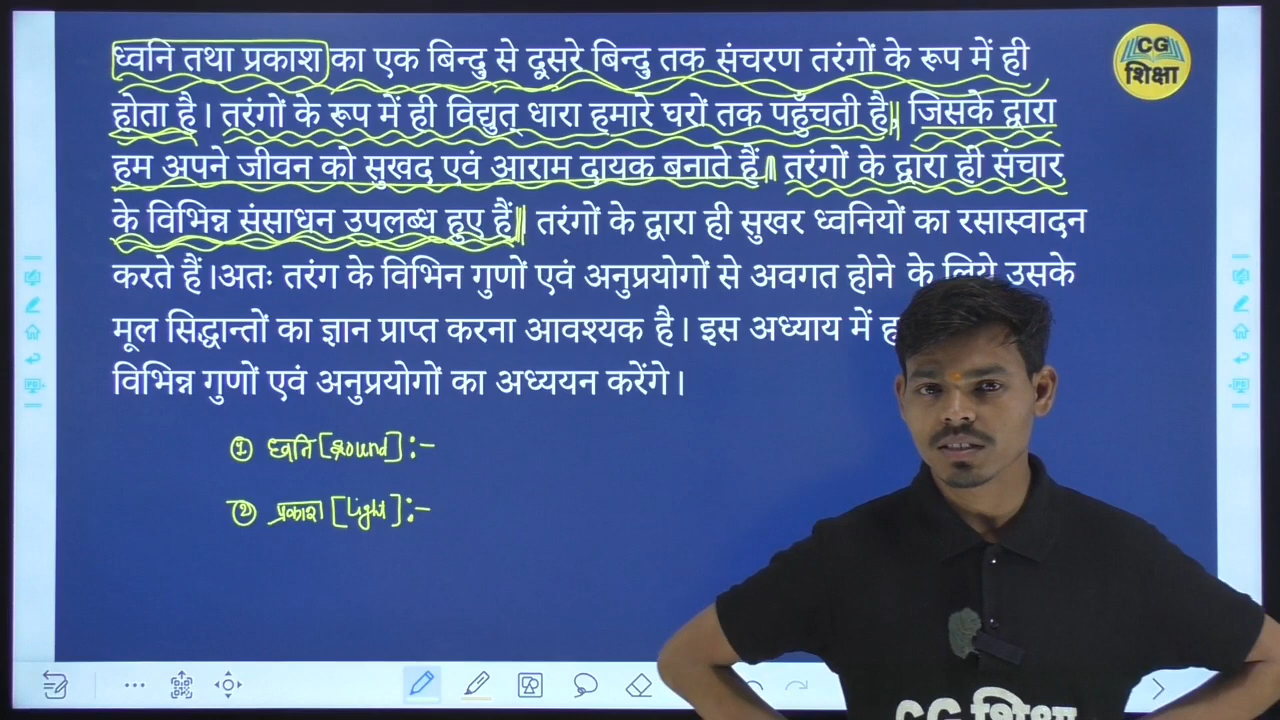 ध्वनि तथा प्रकाश का एक बिन्दु से दूसरे बिन्दु तक संचरण तरंगों के रूप में ही
होता है। तरंगों के रूप में ही विद्युत् धारा हमारे घरों तक पहुँचती है। जिसके द्वारा
हम अपने जीवन को सुखद एवं आराम दायक बनाते हैं। तरंगों के द्वारा ही संचार
के विभिन्न संसाधन उपलब्ध हुए हैं। तरंगों के द्वारा ही सुखर ध्वनियों का रसास्वादन
करते हैं।अतः तरंग के विभिन गुणों एवं अनुप्रयोगों से अवगत होने के लिये उसके
मूल सिद्धान्तों का ज्ञान प्राप्त करना आवश्यक है। इस अध्याय में
विभिन्न गुणों एवं अनुप्रयोगों का अध्ययन करेंगे।
① ध्वनि [sound] :-
② प्रकाश [light] :-
CG
शिक्षा
CG शिक्षा